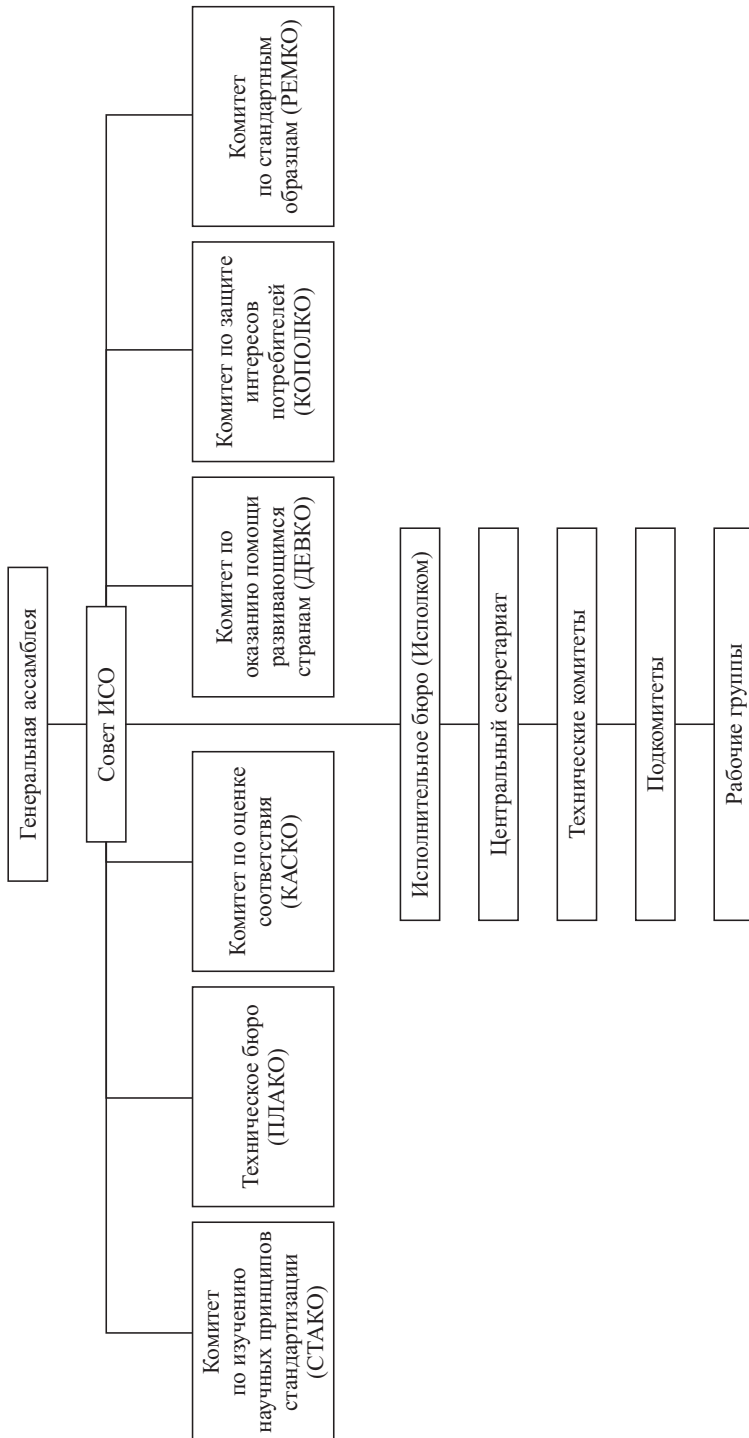 Генеральная ассамблея
Совет ИСО
Комитет
по изучению
научных принципов
стандартизации
(СТАКО)
Техническое бюро
(ПЛАКО)
Комитет по оценке
соответствия
(КАСКО)
Комитет по
оказанию помощи
развивающимся
странам (ДЕВКО)
Комитет по защите
интересов
потребителей
(КОПОЛКО)
Комитет
по стандартным
образцам (РЕМКО)
Исполнительное бюро (Исполком)
Центральный секретариат
Технические комитеты
Подкомитеты
Рабочие группы